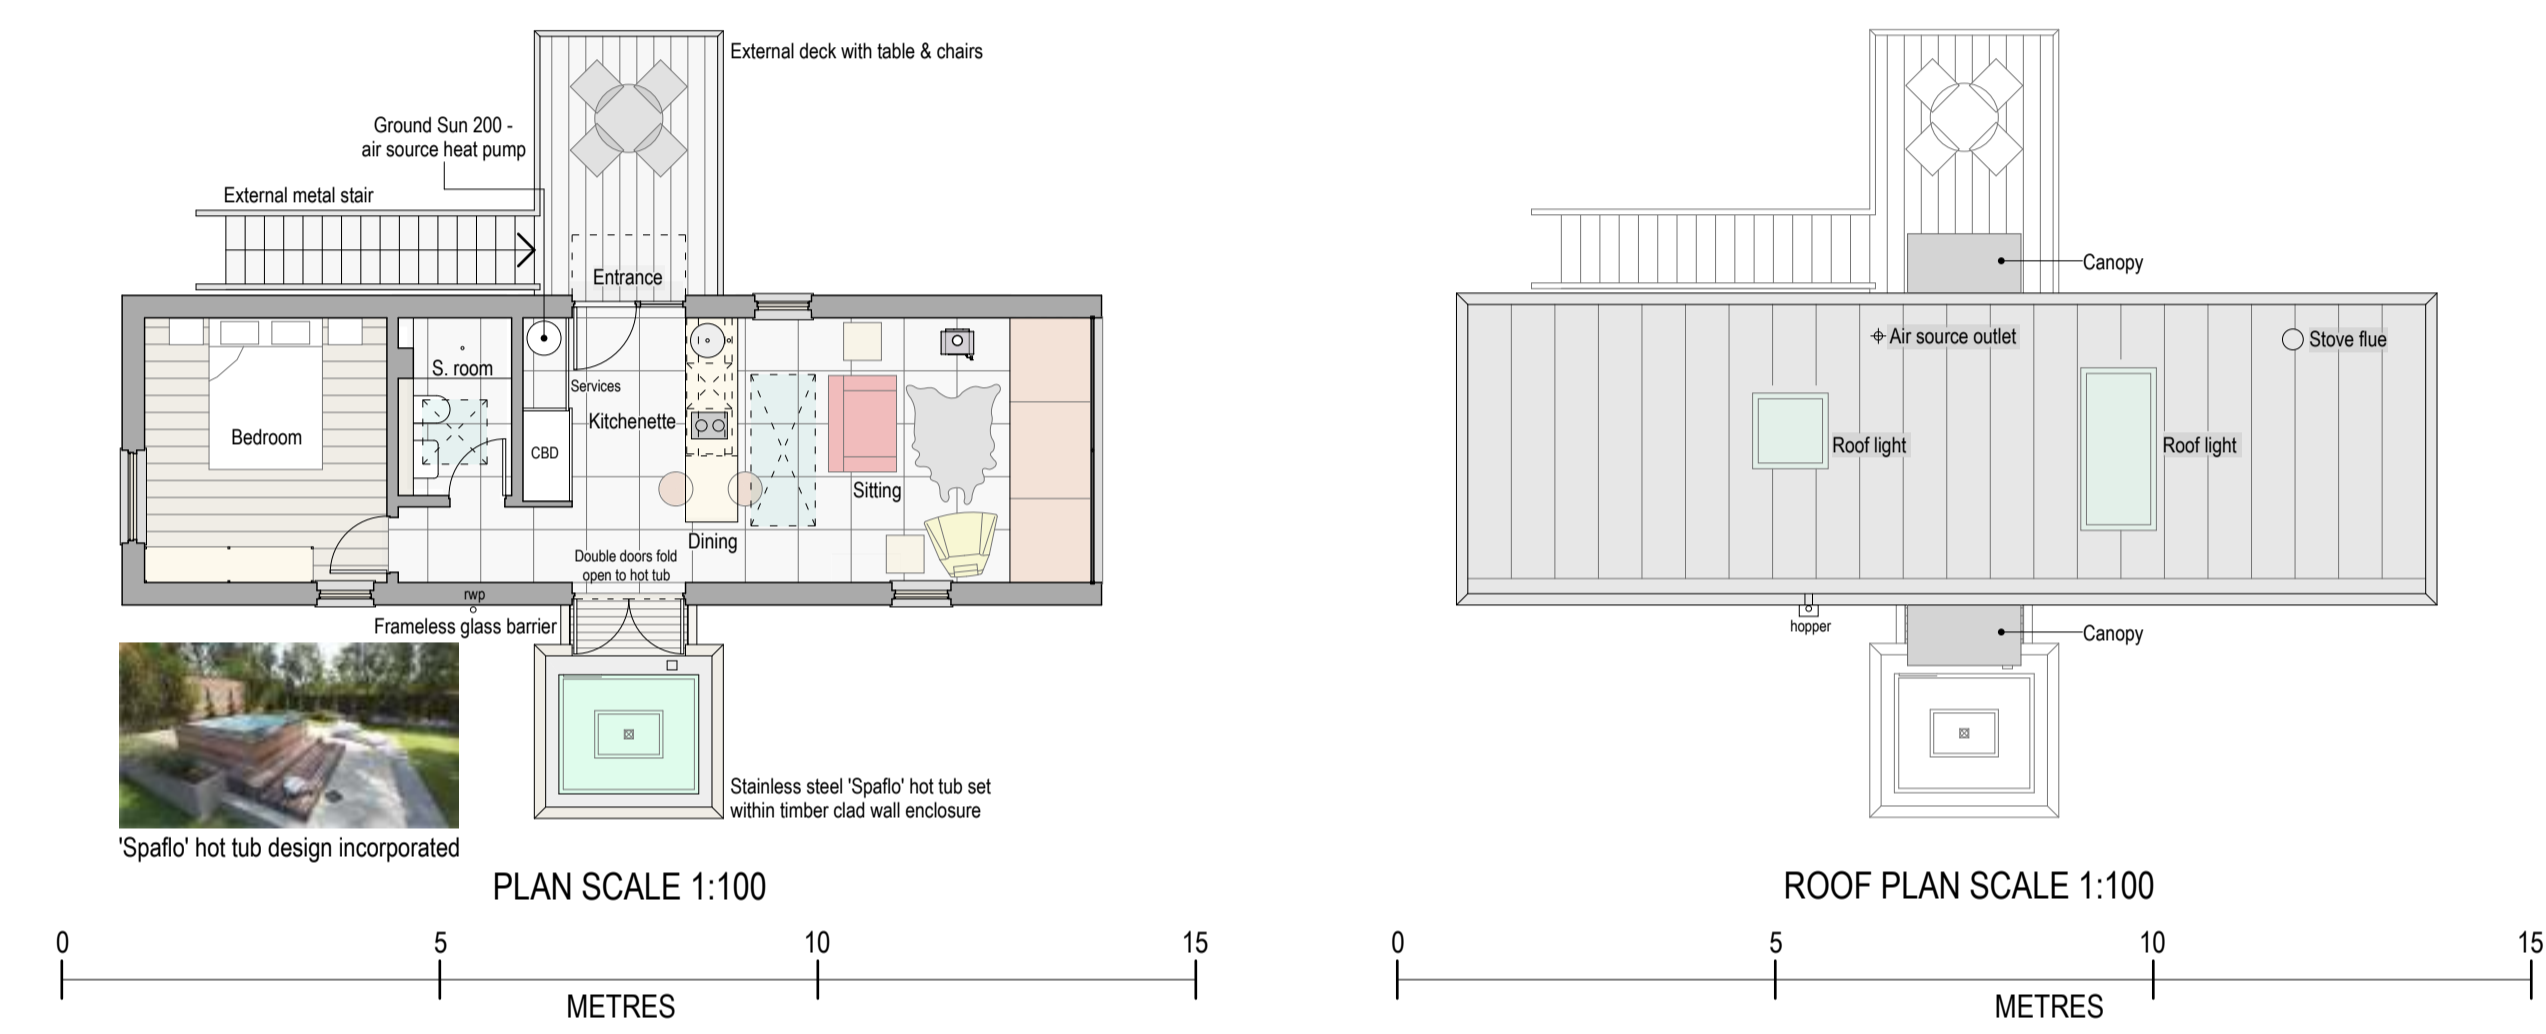 External deck with table & chairs
Ground Sun 200 -
air source heat pump
External metal stair
Entrance
S. room
Services
Kitchenette
Bedroom
CBD
Sitting
Dining
Double doors fold
open to hot tub
rwp
Frameless glass barrier
Stainless steel 'Spaflo' hot tub set
within timber clad wall enclosure
'Spaflo' hot tub design incorporated
PLAN SCALE 1:100
0 5 10 15
METRES
Canopy
Air source outlet
Stove flue
Roof light
Roof light
hopper
Canopy
ROOF PLAN SCALE 1:100
0 5 10 15
METRES